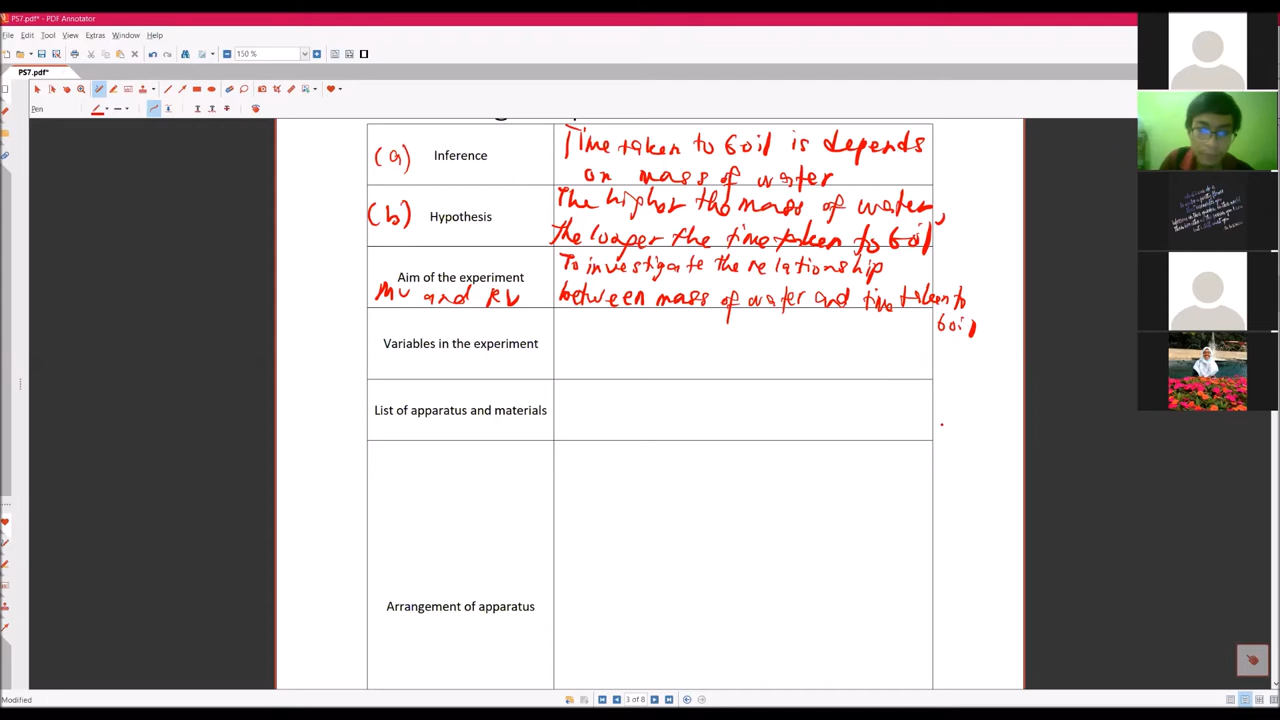 PS7.pdf* - PDF Annotator
File Edit Tool View Extras Window Help
150 %
PS7.pdf*
Pen
(a) Inference
Time taken to boil is depends
on mass of water
(b) Hypothesis
The higher the mass of water,
the longer the time taken to boil
Aim of the experiment
MV and RV
To investigate the relationship
between mass of water and time taken to
boil
Variables in the experiment
List of apparatus and materials
Arrangement of apparatus
Modified
3 of 8